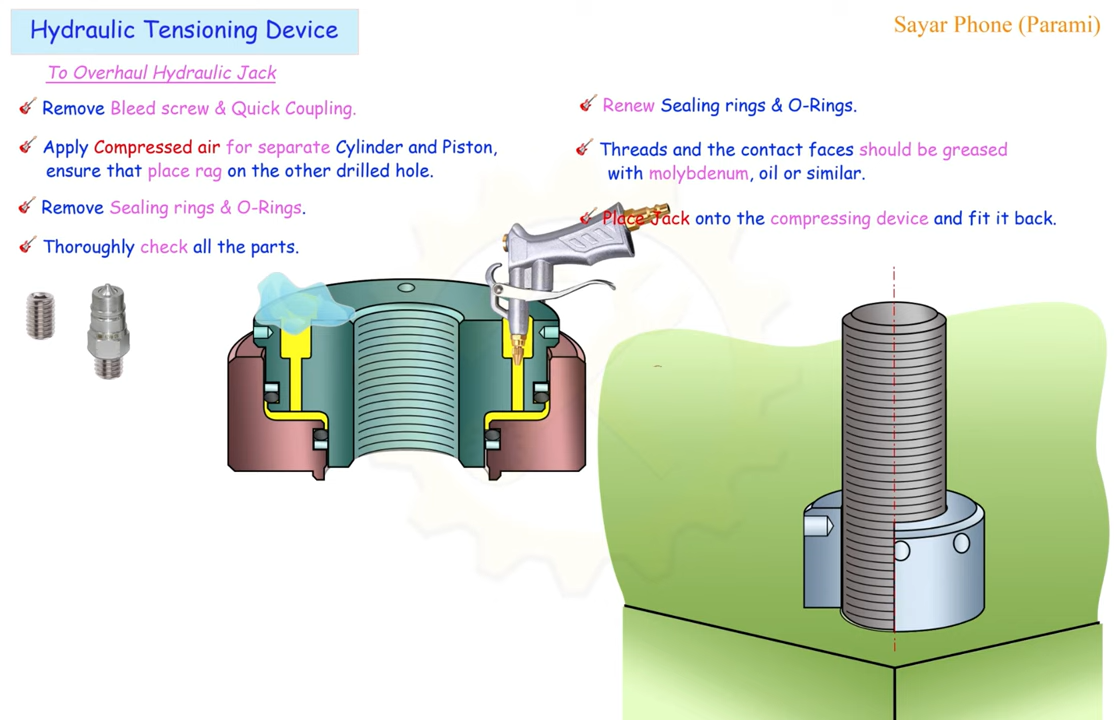 Hydraulic Tensioning Device
Sayar Phone (Parami)
To Overhaul Hydraulic Jack
Remove Bleed screw & Quick Coupling.
Apply Compressed air for separate Cylinder and Piston,
ensure that place rag on the other drilled hole.
Remove Sealing rings & O-Rings.
Thoroughly check all the parts.
Renew Sealing rings & O-Rings.
Threads and the contact faces should be greased
with molybdenum, oil or similar.
Place Jack onto the compressing device and fit it back.